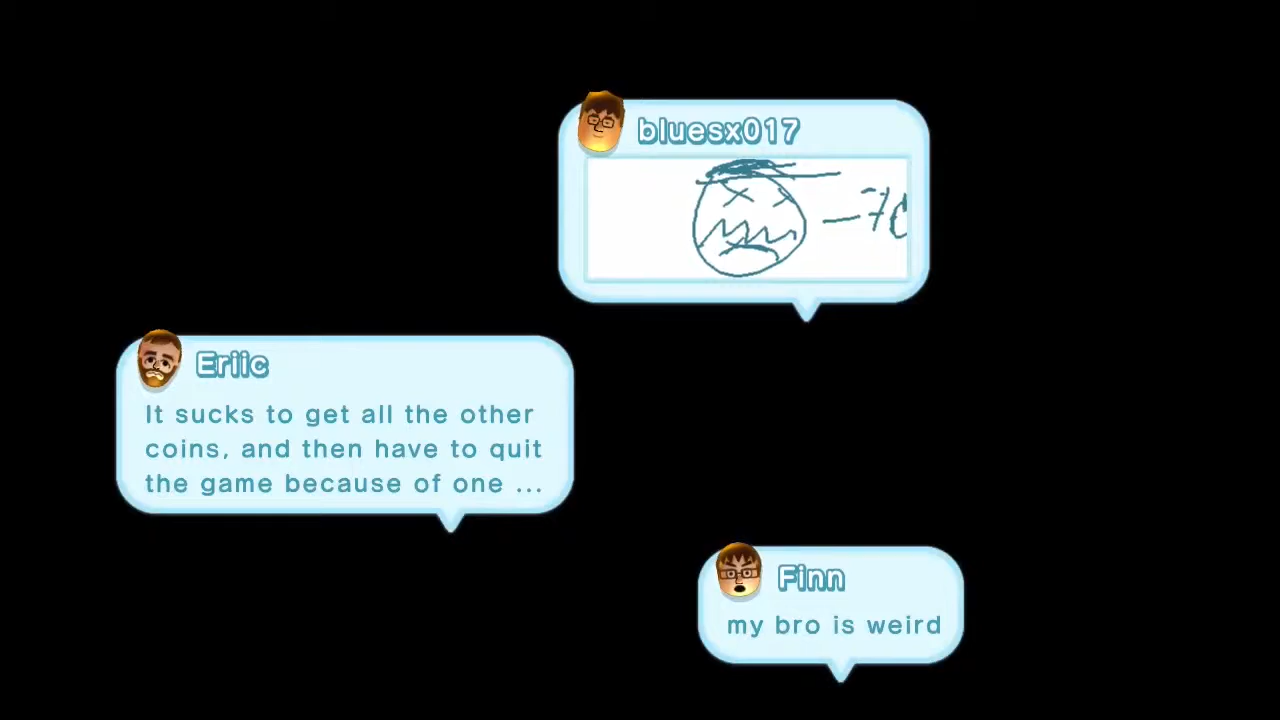 bluesx017
Eriic
It sucks to get all the other
coins, and then have to quit
the game because of one ...
Finn
my bro is weird